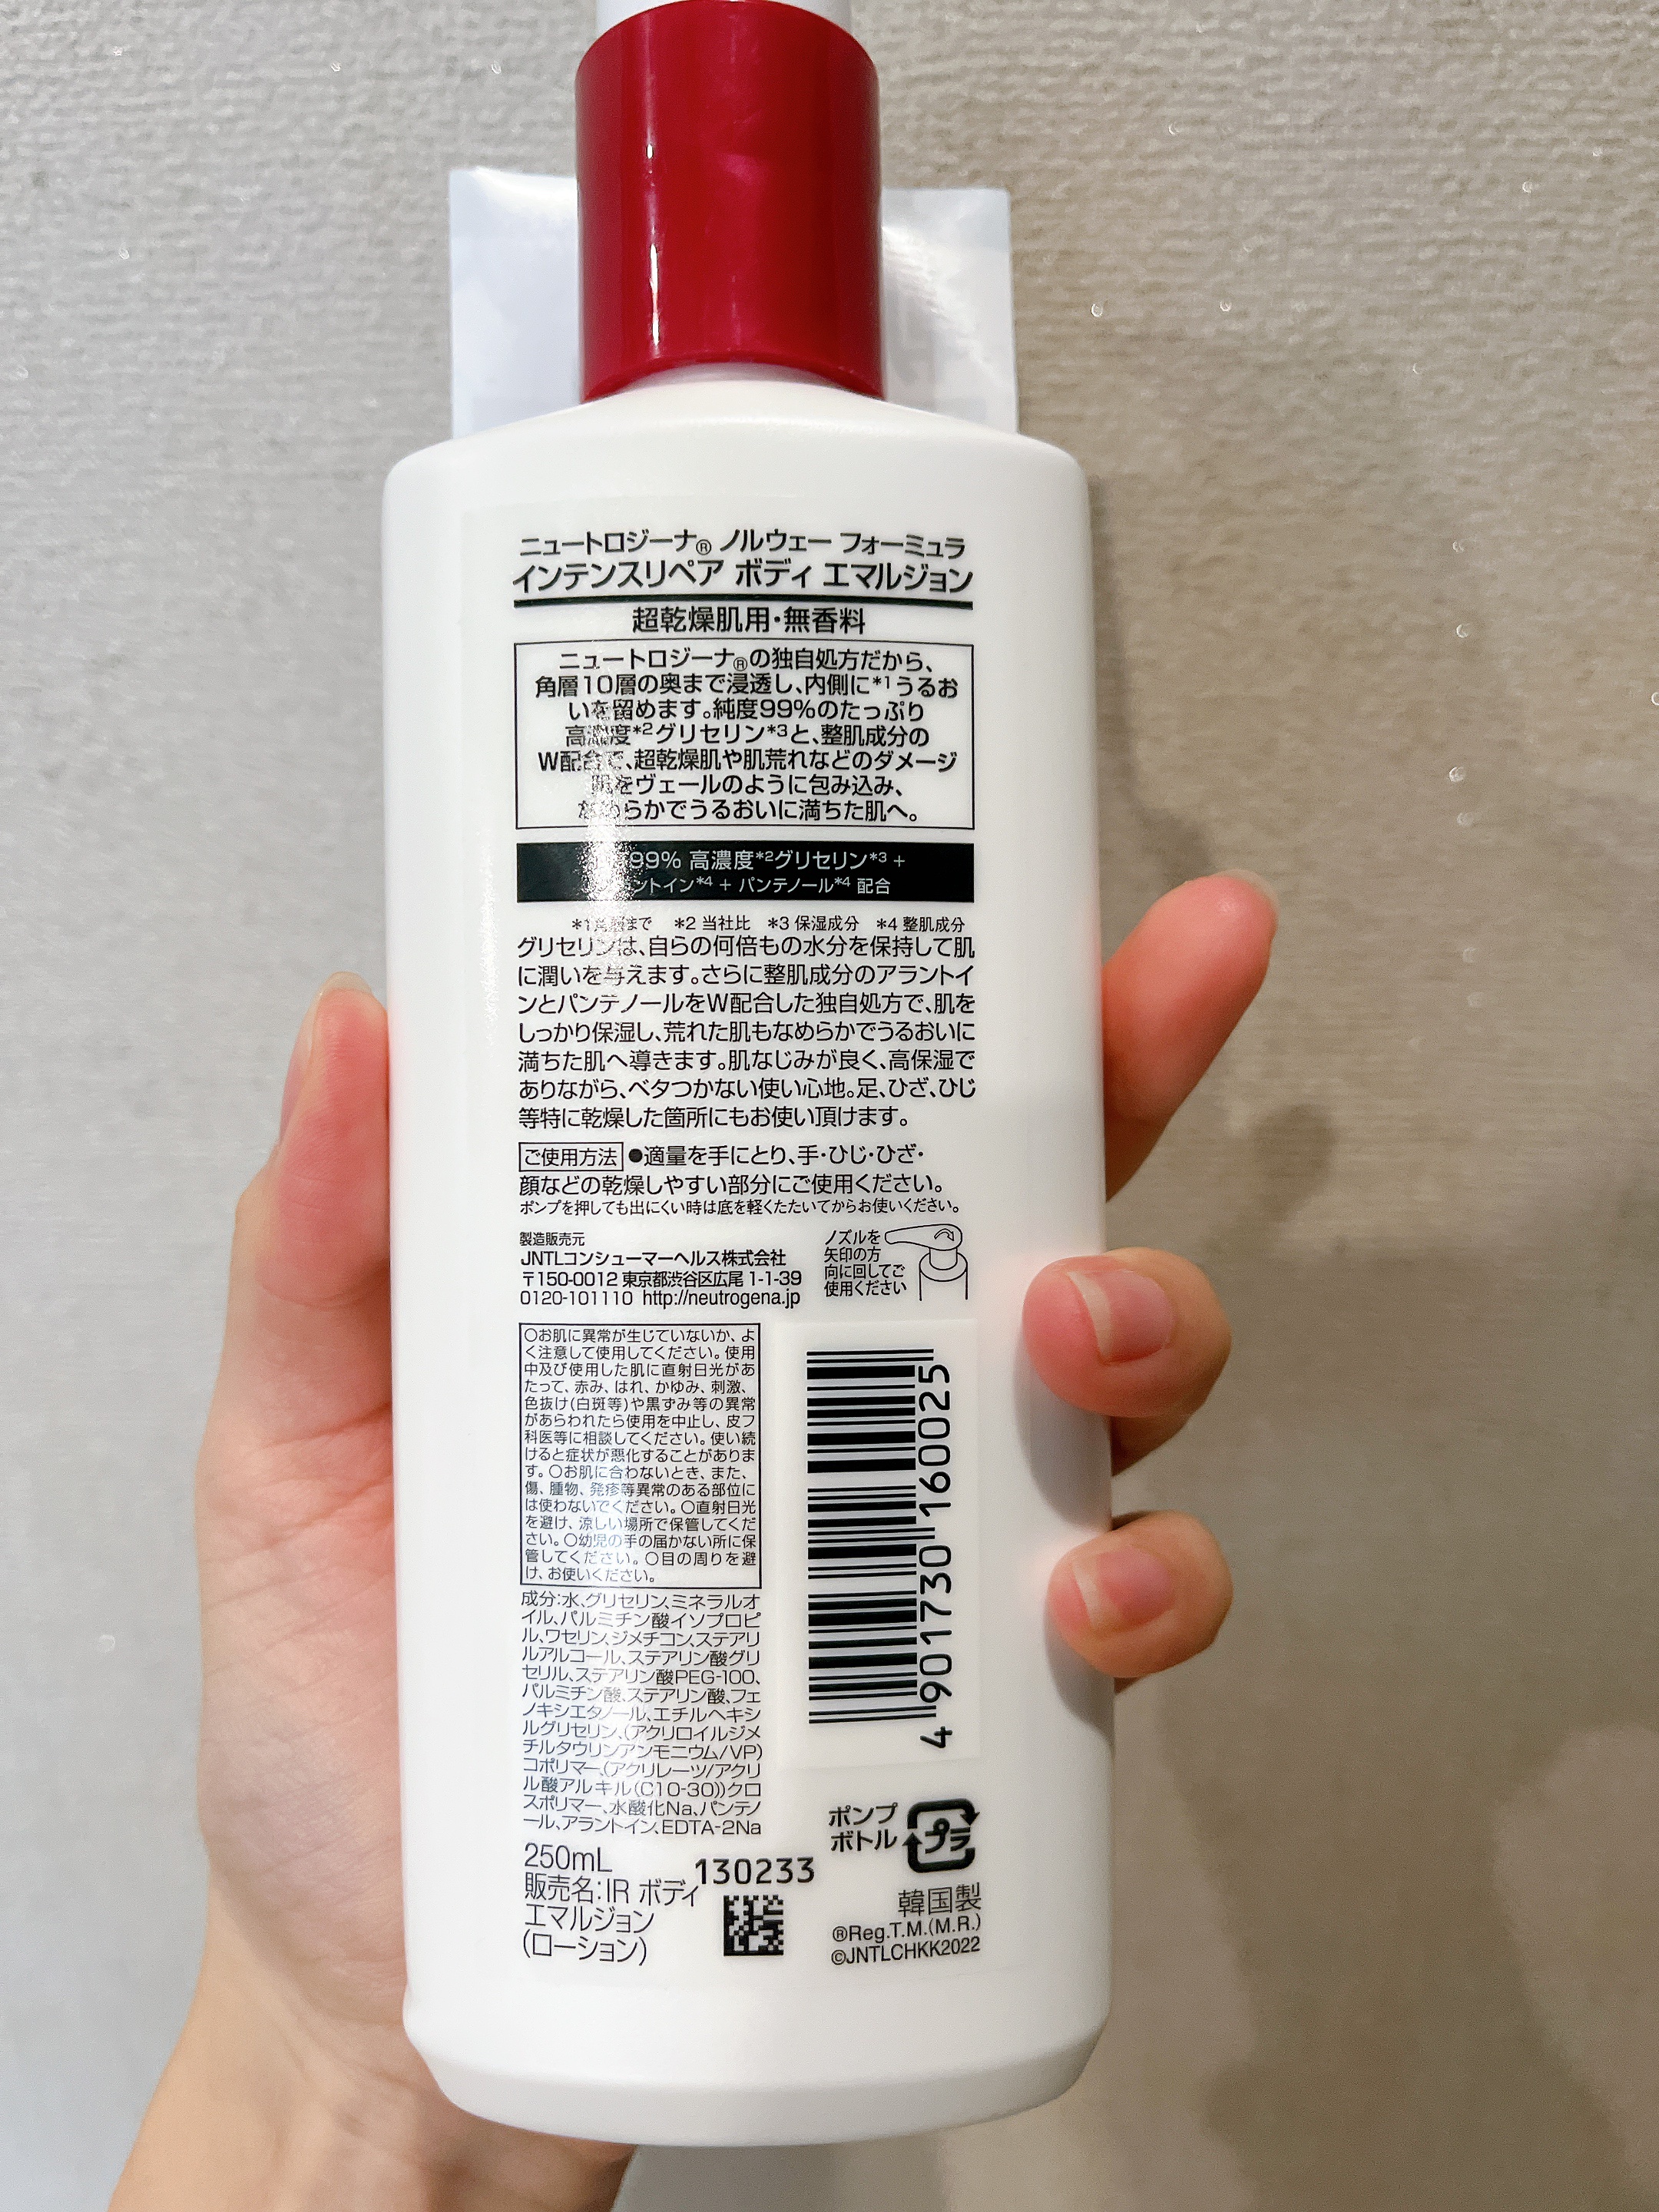 ニュートロジーナ® ノルウェー フォーミュラ
インテンスリペア ボディ エマルジョン
超乾燥肌用・無香料
ニュートロジーナ®の独自処方だから、
角層10層の奥まで浸透し、内側に*1うるお
いを留めます。純度99%のたっぷり
高濃度*2グリセリン*3と、整肌成分の
W配合で、超乾燥肌や肌荒れなどのダメージ
肌をヴェールのように包み込み、
なめらかでうるおいに満ちた肌へ。
99% 高濃度*2グリセリン*3 +
ントイン*4 + パンテノール*4 配合
*1角層まで *2 当社比 *3 保湿成分 *4 整肌成分
グリセリンは、自らの何倍もの水分を保持して肌
に潤いを与えます。さらに整肌成分のアラントイ
ンとパンテノールをW配合した独自処方で、肌を
しっかり保湿し、荒れた肌もなめらかでうるおいに
満ちた肌へ導きます。肌なじみが良く、高保湿で
ありながら、ベタつかない使い心地。足、ひざ、ひじ
等特に乾燥した箇所にもお使い頂けます。
ご使用方法 ●適量を手にとり、手・ひじ・ひざ・
顔などの乾燥しやすい部分にご使用ください。
ポンプを押しても出にくい時は底を軽くたたいてからお使いください。
製造販売元
JNTLコンシューマーヘルス株式会社
〒150-0012 東京都渋谷区広尾 1-1-39
0120-101110 http://neutrogena.jp
ノズルを
矢印の方
向に回してご
使用ください
○お肌に異常が生じていないか、よ
く注意して使用してください。使用
中及び使用した肌に直射日光があ
たって、赤み、はれ、かゆみ、刺激、
色抜け(白斑等)や黒ずみ等の異常
があらわれたら使用を中止し、皮フ
科医等に相談してください。使い続
けると症状が悪化することがありま
す。○お肌に合わないとき、また、
傷、腫物、発疹等異常のある部位に
は使わないでください。○直射日光
を避け、涼しい場所で保管してくだ
さい。○幼児の手の届かない所に保
管してください。○目の周りを避
け、お使いください。
成分:水、グリセリン、ミネラルオ
イル、パルミチン酸イソプロピ
ル、ワセリン、ジメチコン、ステアリ
ルアルコール、ステアリン酸グリ
セリル、ステアリン酸PEG-100、
パルミチン酸、ステアリン酸、フェ
ノキシエタノール、エチルヘキシ
ルグリセリン、(アクリロイルジメ
チルタウリンアンモニウム/VP)
コポリマー、(アクリレーツ/アクリ
ル酸アルキル(C10-30))クロ
スポリマー、水酸化Na、パンテノ
ール、アラントイン、EDTA-2Na
4 901730 160025
250mL
販売名:IR ボディ
エマルジョン
(ローション)
130233
ポンプ
ボトル
プラ
韓国製
®Reg.T.M.(M.R.)
©JNTLCHKK2022